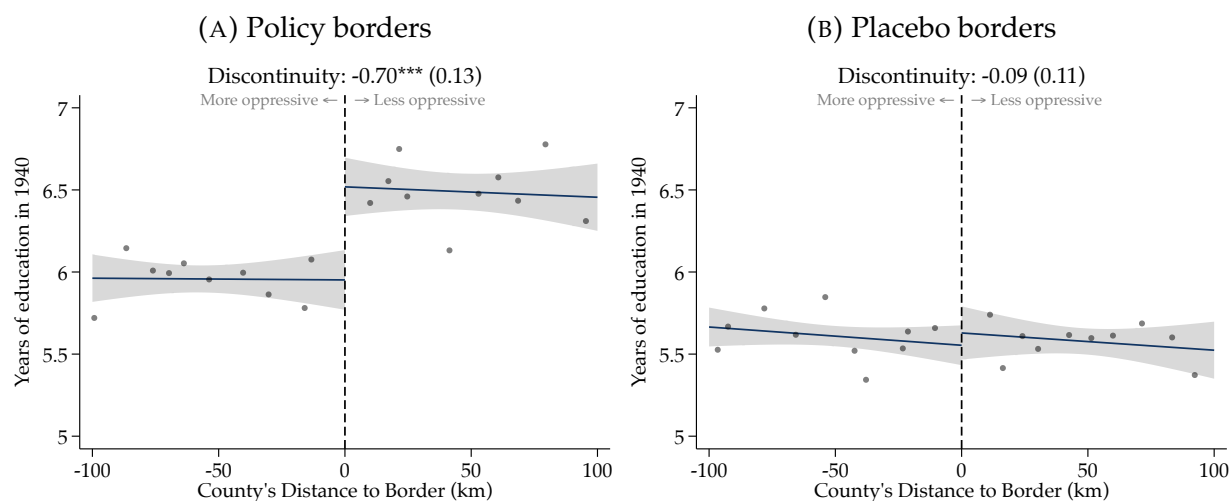 (A) Policy borders
Discontinuity: -0.70*** (0.13)
More oppressive ← → Less oppressive
Years of education in 1940
7
6.5
6
5.5
5
-100 -50 0 50 100
County's Distance to Border (km)
(B) Placebo borders
Discontinuity: -0.09 (0.11)
More oppressive ← → Less oppressive
Years of education in 1940
7
6.5
6
5.5
5
-100 -50 0 50 100
County's Distance to Border (km)